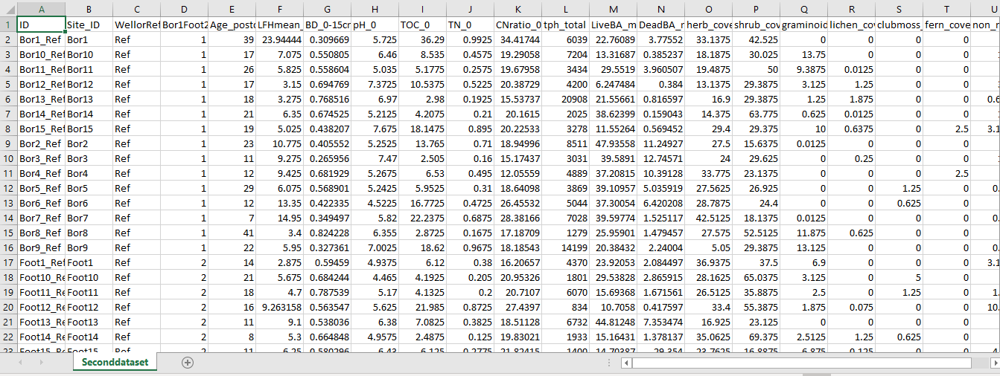 A B C D E F G H I J K L M N O P Q R S T U
1 ID Site_ID WellorRef Bor1Foot2 Age_postc LFHmean_ BD_0-15cr pH_0 TOC_0 TN_0 CNratio_0 tph_total LiveBA_m DeadBA_r herb_cove shrub_cov graminoid lichen_cov clubmoss_ fern_cove non_r
2 Bor1_Ref Bor1 Ref 1 39 23.94444 0.309669 5.725 36.29 0.9925 34.41744 6039 22.76089 3.77552 33.1375 42.525 0 0 0 0
3 Bor10_Ref Bor10 Ref 1 17 7.075 0.550805 6.46 8.535 0.4575 19.29058 7204 13.31687 0.385237 18.1875 30.025 13.75 0 0 0
4 Bor11_Ref Bor11 Ref 1 26 5.825 0.558604 5.035 5.1775 0.2575 19.67958 3434 29.5519 3.960507 19.4875 50 9.3875 0.0125 0 0
5 Bor12_Ref Bor12 Ref 1 17 3.15 0.694769 7.3725 10.5375 0.5225 20.38729 4200 6.247484 0.384 13.1375 29.3875 3.125 1.25 0 0
6 Bor13_Ref Bor13 Ref 1 18 3.275 0.768516 6.97 2.98 0.1925 15.53737 20908 21.55661 0.816597 16.9 29.3875 1.25 1.875 0 0 0.6
7 Bor14_Ref Bor14 Ref 1 21 6.35 0.674525 5.2125 4.2075 0.21 20.1615 2025 38.62399 0.159043 14.375 63.775 0.625 0.0125 0 0
8 Bor15_Ref Bor15 Ref 1 19 5.025 0.438207 7.675 18.1475 0.895 20.22533 3278 11.55264 0.569452 29.4 29.375 10 0.6375 0 2.5 3.1
9 Bor2_Ref Bor2 Ref 1 23 10.775 0.405552 5.2525 13.765 0.71 18.94996 8511 47.93558 11.24927 27.5 15.6375 0.0125 0 0 0
10 Bor3_Ref Bor3 Ref 1 11 9.275 0.265956 7.47 2.505 0.16 15.17437 3031 39.5891 12.74571 24 29.625 0 0.25 0 0
11 Bor4_Ref Bor4 Ref 1 12 9.425 0.681929 5.2675 6.53 0.495 12.05559 4889 37.20815 10.39128 33.775 23.1375 0 0 0 2.5
12 Bor5_Ref Bor5 Ref 1 29 6.075 0.568901 5.2425 5.9525 0.31 18.64098 3869 39.10957 5.035919 27.5625 26.925 0 0 1.25 0 0.
13 Bor6_Ref Bor6 Ref 1 12 13.35 0.422335 4.5225 16.7725 0.4725 26.45532 5044 37.30054 6.420208 28.7875 24.4 0 0 0.625 0
14 Bor7_Ref Bor7 Ref 1 7 14.95 0.349497 5.82 22.2375 0.6875 28.38166 7028 39.59774 1.525117 42.5125 18.1375 0.0125 0 0 0 0.
15 Bor8_Ref Bor8 Ref 1 41 3.4 0.824228 6.355 2.8725 0.1675 17.18709 1279 25.95901 1.479457 27.575 52.5125 11.875 0.625 0 0
16 Bor9_Ref Bor9 Ref 1 22 5.95 0.327361 7.0025 18.62 0.9675 18.18543 14199 20.38432 2.24004 5.05 29.3875 13.125 0 0 0 0.
17 Foot1_Ref Foot1 Ref 2 14 2.875 0.59459 4.9375 6.12 0.38 16.20657 4370 23.92053 2.084497 36.9375 37.5 6.9 0 0 0 3.1
18 Foot10_Re Foot10 Ref 2 21 5.675 0.684244 4.465 4.1925 0.205 20.95326 1801 29.53828 2.865915 28.1625 65.0375 3.125 0 5 0
19 Foot11_Re Foot11 Ref 2 18 4.7 0.787539 5.17 4.1325 0.2 20.7107 6070 15.69368 1.671561 26.5125 35.8875 2.5 0 1.25 0 1.
20 Foot12_Re Foot12 Ref 2 16 9.263158 0.563547 5.625 21.985 0.8725 27.4397 834 10.7058 0.417597 33.4 55.3875 1.875 0.075 0 0 10.
21 Foot13_Re Foot13 Ref 2 11 9.1 0.538036 6.38 7.0825 0.3825 18.51128 6732 44.81248 7.353474 16.925 23.125 0 0 0 0
22 Foot14_Re Foot14 Ref 2 8 5.3 0.664848 4.9575 2.4875 0.125 19.83021 1933 15.16431 1.378137 35.0625 69.375 2.5125 1.25 0.625 0
23 Foot15_Re Foot15 Ref 2 11 6.25 0.580296 6.43 6.125 0.2775 21.82415 1400 14.70387 29.354 23.7625 16.8875 6.875 0.125 0 0
Seconddataset